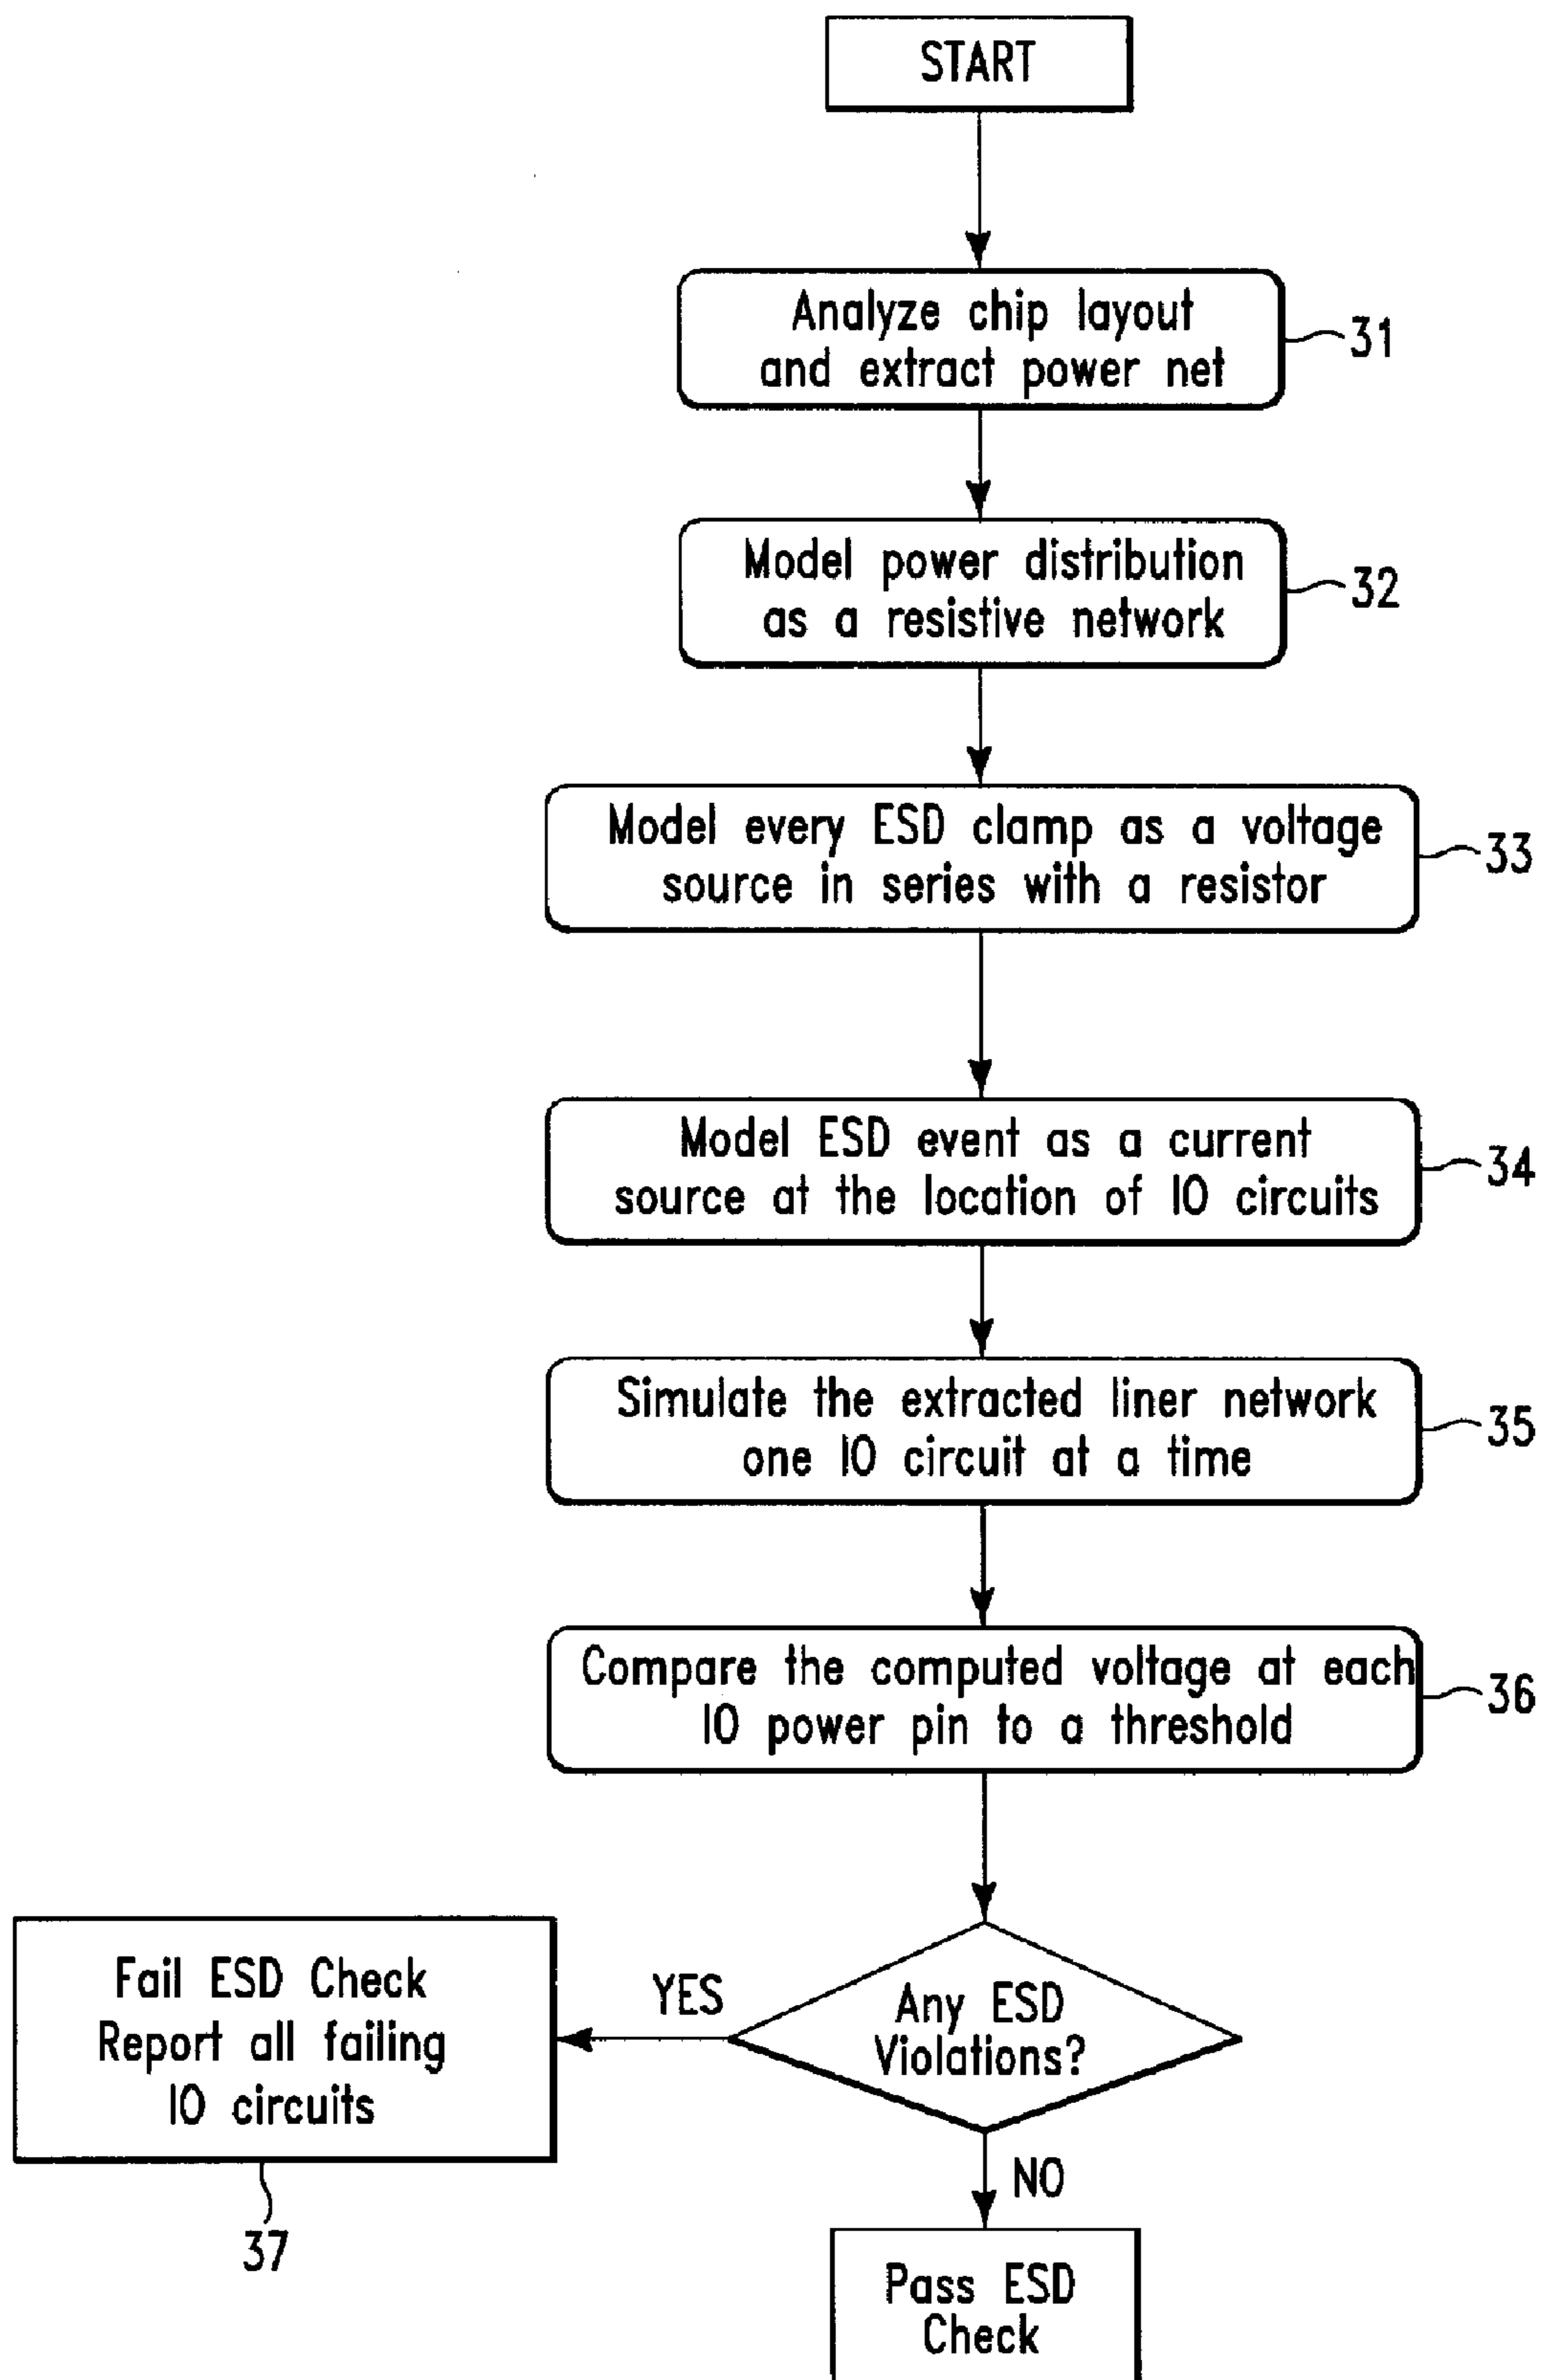 START
Analyze chip layout
and extract power net
31
Model power distribution
as a resistive network
32
Model every ESD clamp as a voltage
source in series with a resistor
33
Model ESD event as a current
source at the location of IO circuits
34
Simulate the extracted liner network
one IO circuit at a time
35
Compare the computed voltage at each
IO power pin to a threshold
36
Any ESD
Violations?
YES
Fail ESD Check
Report all failing
IO circuits
37
NO
Pass ESD
Check